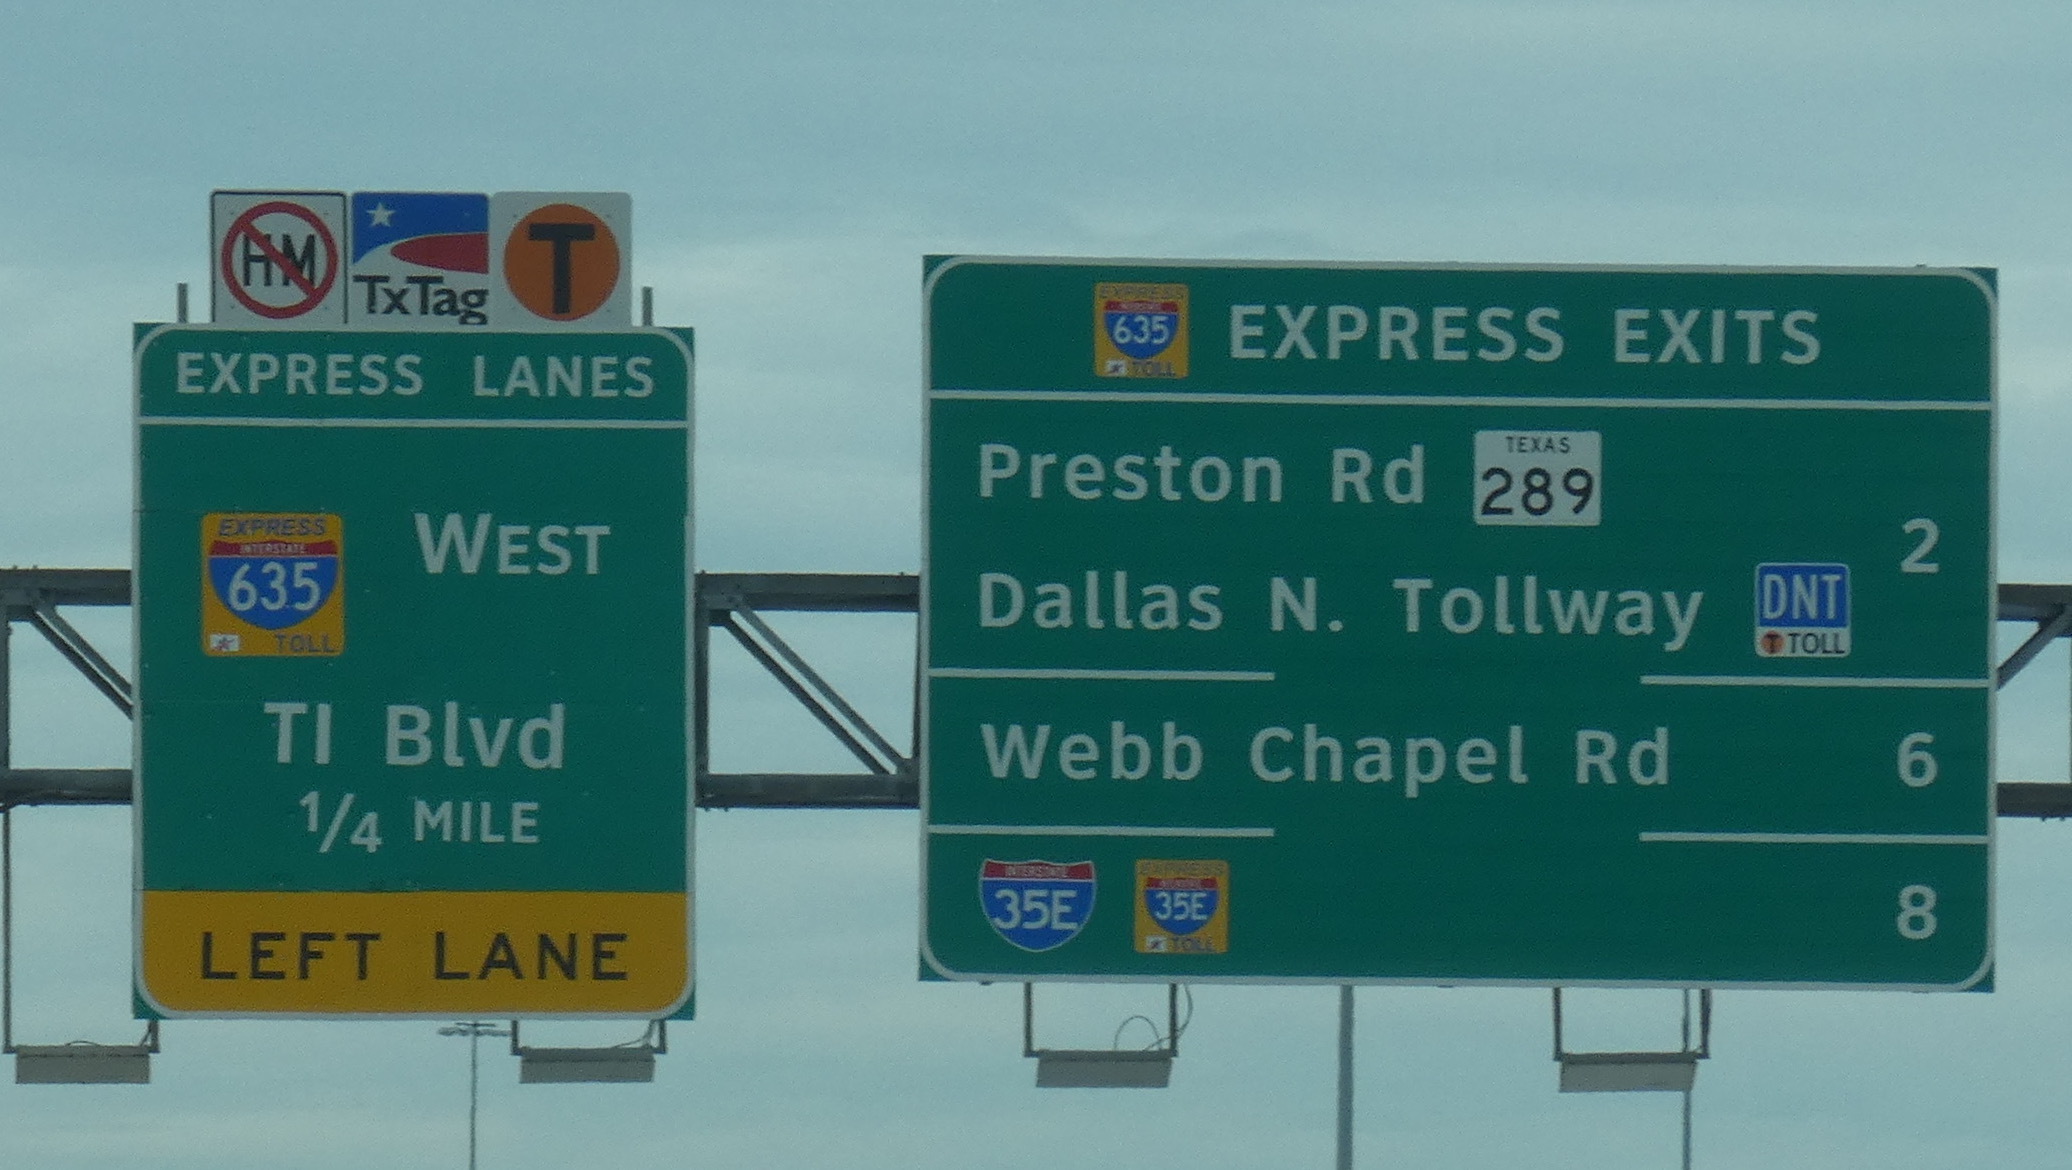 HM
TxTag
T
EXPRESS LANES
EXPRESS
INTERSTATE
635
TOLL
WEST
TI Blvd
1/4 MILE
LEFT LANE
EXPRESS
635
TOLL
EXPRESS EXITS
Preston Rd
TEXAS
289
Dallas N. Tollway
DNT
T TOLL
2
Webb Chapel Rd
6
INTERSTATE
35E
EXPRESS
35E
TOLL
8